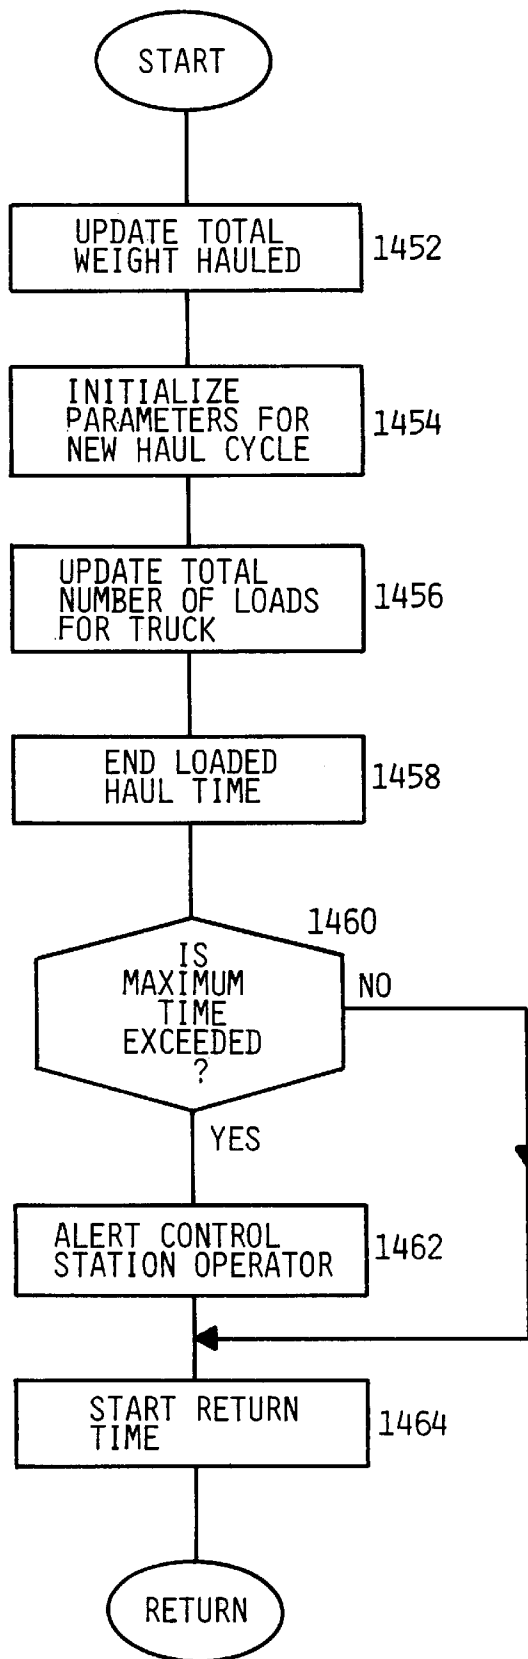 START
UPDATE TOTAL
WEIGHT HAULED
1452
INITIALIZE
PARAMETERS FOR
NEW HAUL CYCLE
1454
UPDATE TOTAL
NUMBER OF LOADS
FOR TRUCK
1456
END LOADED
HAUL TIME
1458
1460
IS
MAXIMUM
TIME
EXCEEDED
?
NO
YES
ALERT CONTROL
STATION OPERATOR
1462
START RETURN
TIME
1464
RETURN